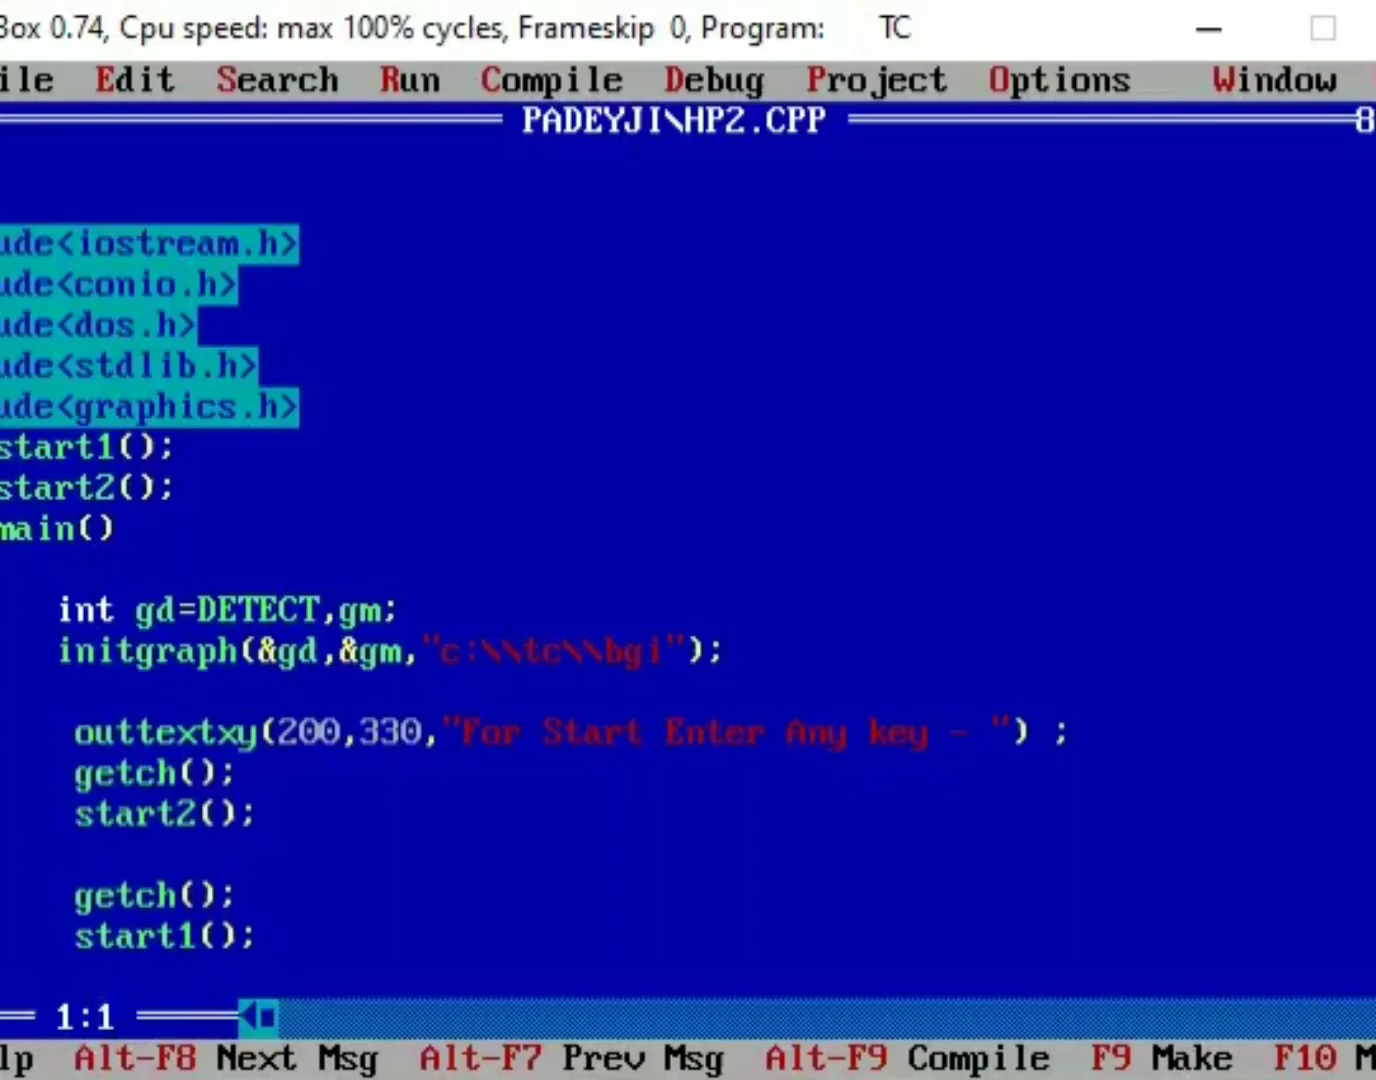 Box 0.74, Cpu speed: max 100% cycles, Frameskip 0, Program: TC
ile Edit Search Run Compile Debug Project Options Window
PADEYJI\HP2.CPP 8
ude<iostream.h>
ude<conio.h>
ude<dos.h>
ude<stdlib.h>
ude<graphics.h>
start1();
start2();
main()
int gd=DETECT,gm;
initgraph(&gd,&gm,"c:\\tc\\bgi");
outtextxy(200,330,"For Start Enter Any key - ") ;
getch();
start2();
getch();
start1();
1:1
lp Alt-F8 Next Msg Alt-F7 Prev Msg Alt-F9 Compile F9 Make F10 M